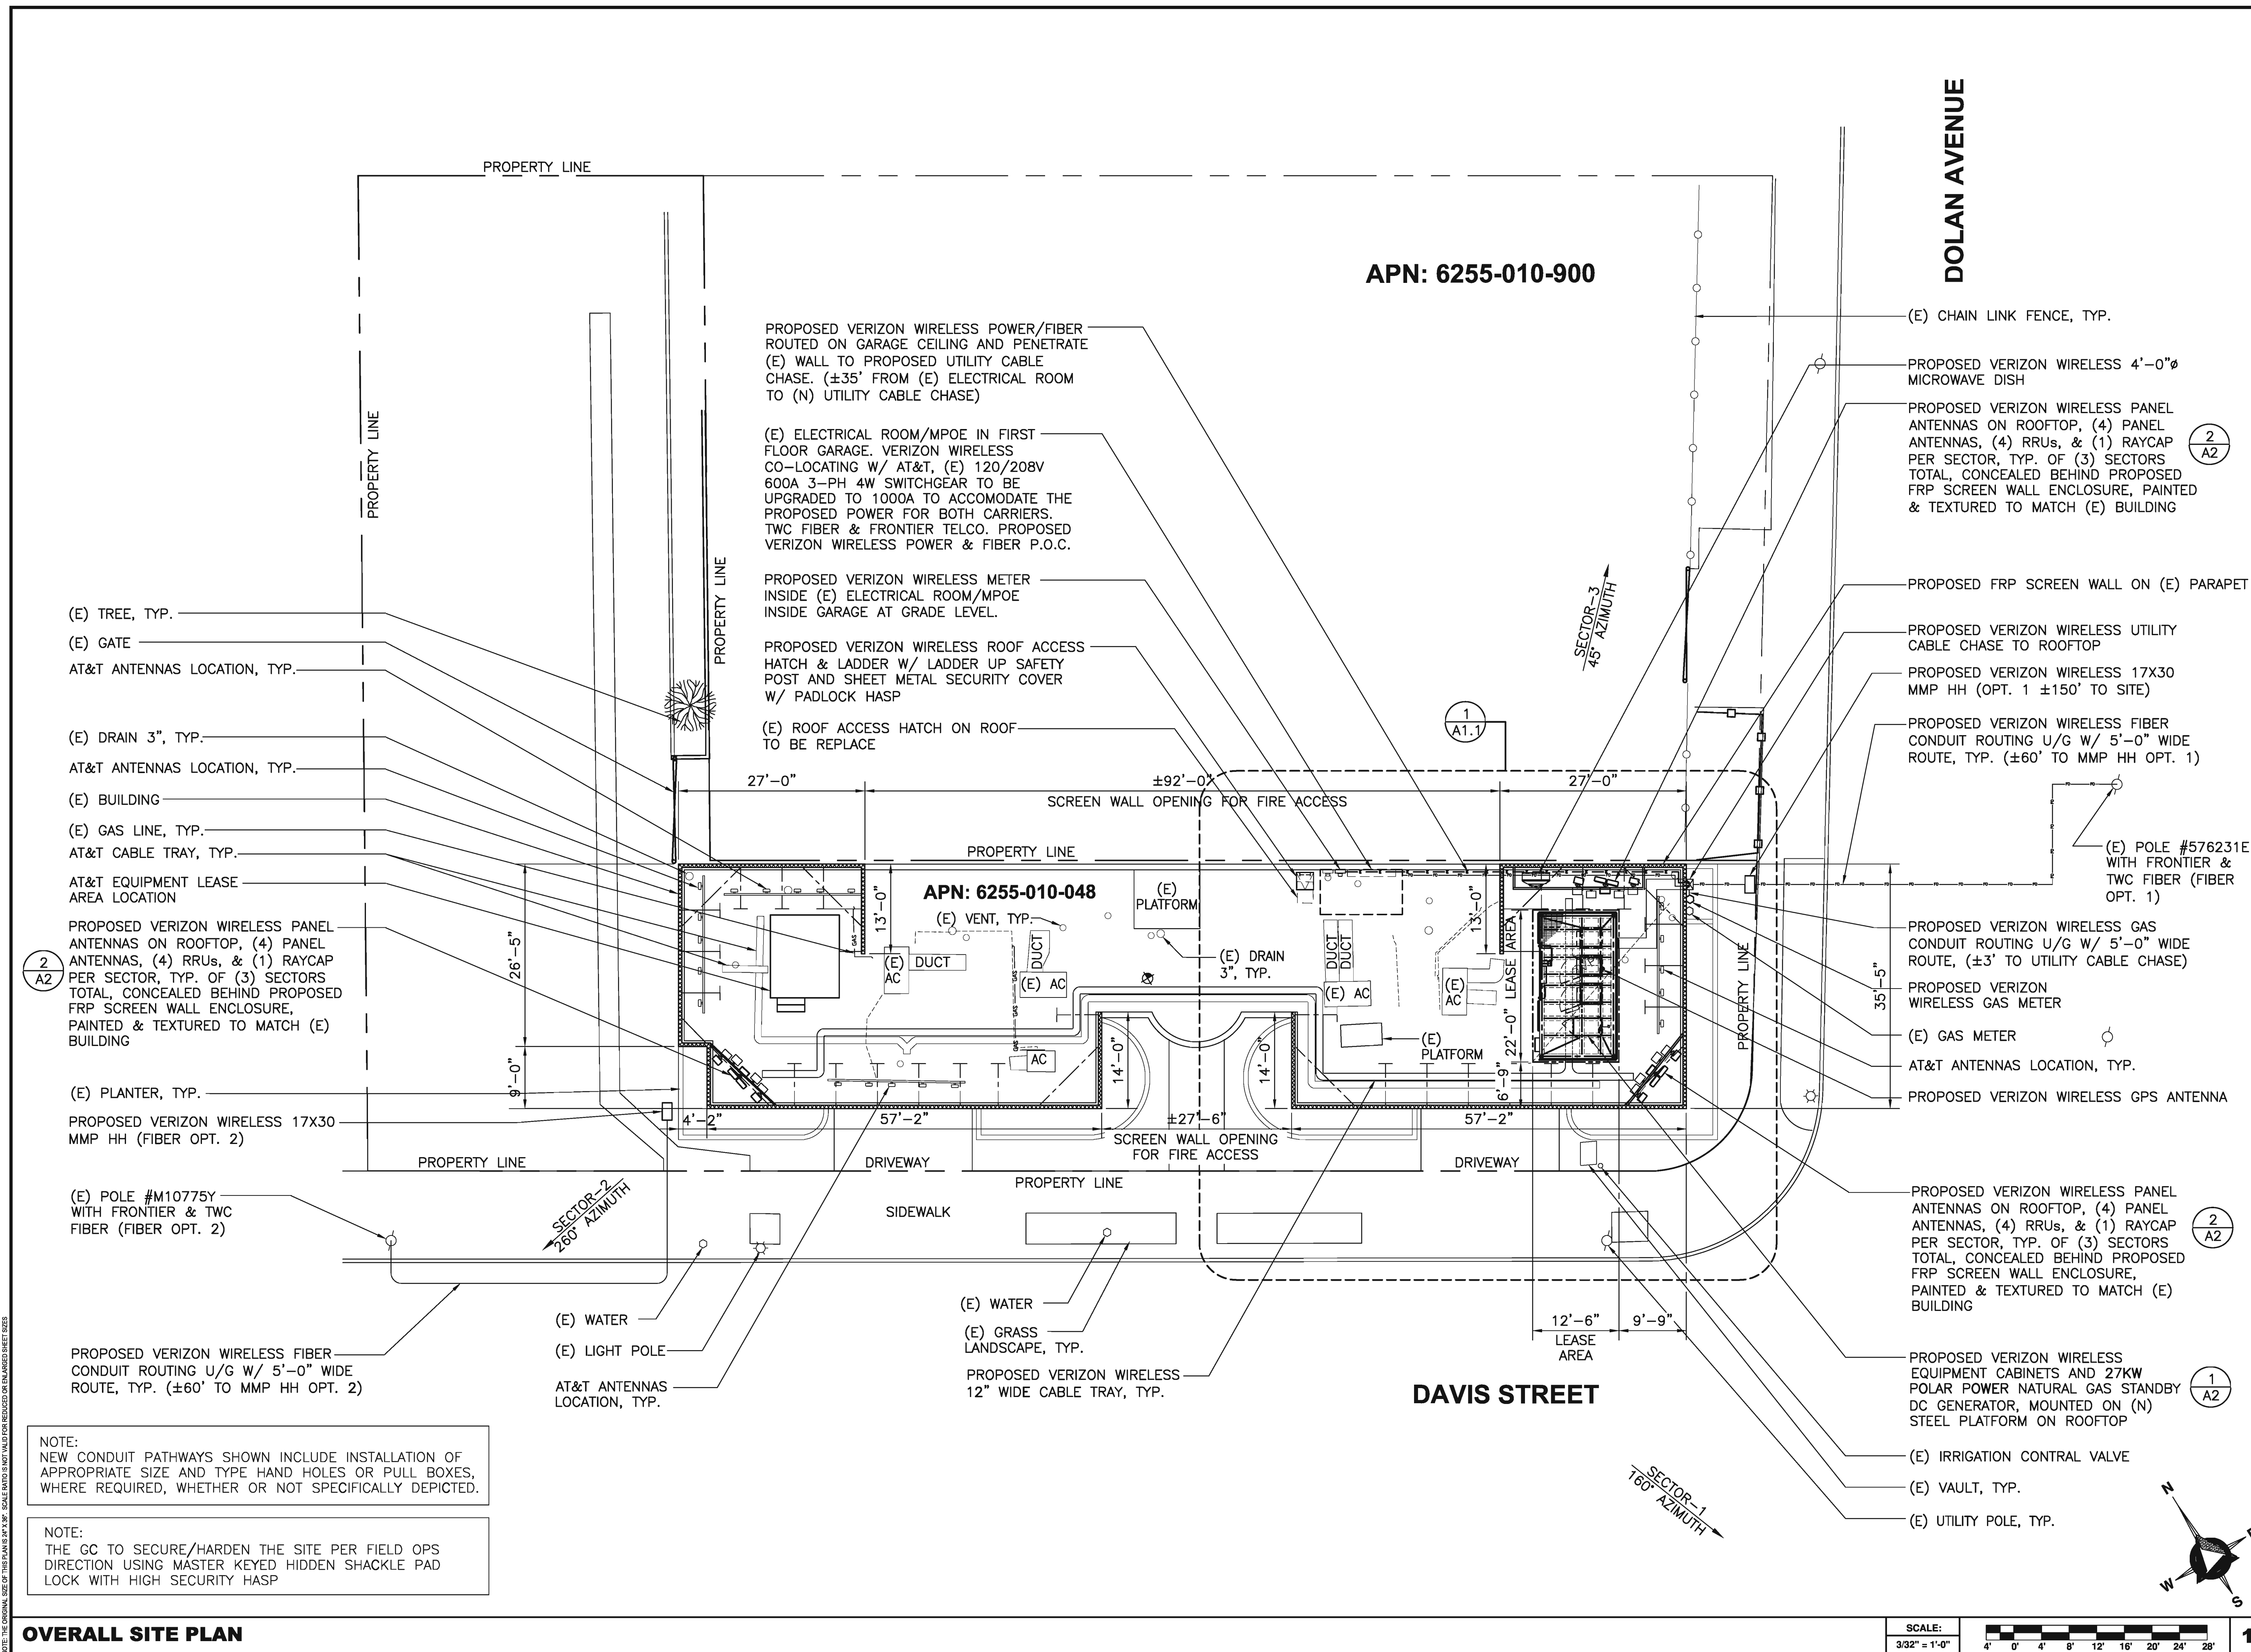 DOLAN AVENUE
PROPERTY LINE
APN: 6255-010-900
PROPERTY LINE
PROPERTY LINE
PROPOSED VERIZON WIRELESS POWER/FIBER
ROUTED ON GARAGE CEILING AND PENETRATE
(E) WALL TO PROPOSED UTILITY CABLE
CHASE. (±35' FROM (E) ELECTRICAL ROOM
TO (N) UTILITY CABLE CHASE)
(E) ELECTRICAL ROOM/MPOE IN FIRST
FLOOR GARAGE. VERIZON WIRELESS
CO-LOCATING W/ AT&T, (E) 120/208V
600A 3-PH 4W SWITCHGEAR TO BE
UPGRADED TO 1000A TO ACCOMODATE THE
PROPOSED POWER FOR BOTH CARRIERS.
TWC FIBER & FRONTIER TELCO. PROPOSED
VERIZON WIRELESS POWER & FIBER P.O.C.
PROPOSED VERIZON WIRELESS METER
INSIDE (E) ELECTRICAL ROOM/MPOE
INSIDE GARAGE AT GRADE LEVEL.
PROPOSED VERIZON WIRELESS ROOF ACCESS
HATCH & LADDER W/ LADDER UP SAFETY
POST AND SHEET METAL SECURITY COVER
W/ PADLOCK HASP
(E) ROOF ACCESS HATCH ON ROOF
TO BE REPLACE
(E) TREE, TYP.
(E) GATE
AT&T ANTENNAS LOCATION, TYP.
(E) DRAIN 3", TYP.
AT&T ANTENNAS LOCATION, TYP.
(E) BUILDING
(E) GAS LINE, TYP.
AT&T CABLE TRAY, TYP.
AT&T EQUIPMENT LEASE
AREA LOCATION
PROPOSED VERIZON WIRELESS PANEL
ANTENNAS ON ROOFTOP, (4) PANEL
ANTENNAS, (4) RRUs, & (1) RAYCAP
PER SECTOR, TYP. OF (3) SECTORS
TOTAL, CONCEALED BEHIND PROPOSED
FRP SCREEN WALL ENCLOSURE,
PAINTED & TEXTURED TO MATCH (E)
BUILDING
2
A2
(E) PLANTER, TYP.
PROPOSED VERIZON WIRELESS 17X30
MMP HH (FIBER OPT. 2)
(E) POLE #M10775Y
WITH FRONTIER & TWC
FIBER (FIBER OPT. 2)
PROPOSED VERIZON WIRELESS FIBER
CONDUIT ROUTING U/G W/ 5'-0" WIDE
ROUTE, TYP. (±60' TO MMP HH OPT. 2)
SECTOR-3
45° AZIMUTH
1
A1.1
27'-0"
±92'-0"
27'-0"
SCREEN WALL OPENING FOR FIRE ACCESS
PROPERTY LINE
APN: 6255-010-048
(E) VENT, TYP.
(E)
PLATFORM
(E) DRAIN
3", TYP.
(E)
AC
DUCT
DUCT
(E) AC
GAS
GAS
GAS
GAS
AC
DUCT
DUCT
(E) AC
(E)
AC
(E)
PLATFORM
13'-0"
13'-0"
26'-5"
9'-0"
22'-0" LEASE AREA
6'-9"
35'-5"
PROPERTY LINE
14'-0"
14'-0"
4'-2"
57'-2"
±27'-6"
57'-2"
SCREEN WALL OPENING
FOR FIRE ACCESS
PROPERTY LINE
DRIVEWAY
DRIVEWAY
PROPERTY LINE
SIDEWALK
SECTOR-2
260° AZIMUTH
(E) WATER
(E) LIGHT POLE
AT&T ANTENNAS
LOCATION, TYP.
(E) WATER
(E) GRASS
LANDSCAPE, TYP.
PROPOSED VERIZON WIRELESS
12" WIDE CABLE TRAY, TYP.
12'-6"
9'-9"
LEASE
AREA
DAVIS STREET
SECTOR-1
160° AZIMUTH
(E) CHAIN LINK FENCE, TYP.
PROPOSED VERIZON WIRELESS 4'-0"ø
MICROWAVE DISH
PROPOSED VERIZON WIRELESS PANEL
ANTENNAS ON ROOFTOP, (4) PANEL
ANTENNAS, (4) RRUs, & (1) RAYCAP
PER SECTOR, TYP. OF (3) SECTORS
TOTAL, CONCEALED BEHIND PROPOSED
FRP SCREEN WALL ENCLOSURE, PAINTED
& TEXTURED TO MATCH (E) BUILDING
2
A2
PROPOSED FRP SCREEN WALL ON (E) PARAPET
PROPOSED VERIZON WIRELESS UTILITY
CABLE CHASE TO ROOFTOP
PROPOSED VERIZON WIRELESS 17X30
MMP HH (OPT. 1 ±150' TO SITE)
PROPOSED VERIZON WIRELESS FIBER
CONDUIT ROUTING U/G W/ 5'-0" WIDE
ROUTE, TYP. (±60' TO MMP HH OPT. 1)
(E) POLE #576231E
WITH FRONTIER &
TWC FIBER (FIBER
OPT. 1)
PROPOSED VERIZON WIRELESS GAS
CONDUIT ROUTING U/G W/ 5'-0" WIDE
ROUTE, (±3' TO UTILITY CABLE CHASE)
PROPOSED VERIZON
WIRELESS GAS METER
(E) GAS METER
AT&T ANTENNAS LOCATION, TYP.
PROPOSED VERIZON WIRELESS GPS ANTENNA
PROPOSED VERIZON WIRELESS PANEL
ANTENNAS ON ROOFTOP, (4) PANEL
ANTENNAS, (4) RRUs, & (1) RAYCAP
PER SECTOR, TYP. OF (3) SECTORS
TOTAL, CONCEALED BEHIND PROPOSED
FRP SCREEN WALL ENCLOSURE,
PAINTED & TEXTURED TO MATCH (E)
BUILDING
2
A2
PROPOSED VERIZON WIRELESS
EQUIPMENT CABINETS AND 27KW
POLAR POWER NATURAL GAS STANDBY
DC GENERATOR, MOUNTED ON (N)
STEEL PLATFORM ON ROOFTOP
1
A2
(E) IRRIGATION CONTRAL VALVE
(E) VAULT, TYP.
(E) UTILITY POLE, TYP.
N
W
S
NOTE:
NEW CONDUIT PATHWAYS SHOWN INCLUDE INSTALLATION OF
APPROPRIATE SIZE AND TYPE HAND HOLES OR PULL BOXES,
WHERE REQUIRED, WHETHER OR NOT SPECIFICALLY DEPICTED.
NOTE:
THE GC TO SECURE/HARDEN THE SITE PER FIELD OPS
DIRECTION USING MASTER KEYED HIDDEN SHACKLE PAD
LOCK WITH HIGH SECURITY HASP
NOTE: THE ORIGINAL SIZE OF THIS PLAN IS 24" X 36". SCALE RATIO IS NOT VALID FOR REDUCED OR ENLARGED SHEET SIZES
OVERALL SITE PLAN
SCALE:
3/32" = 1'-0"
4' 0' 4' 8' 12' 16' 20' 24' 28'
1